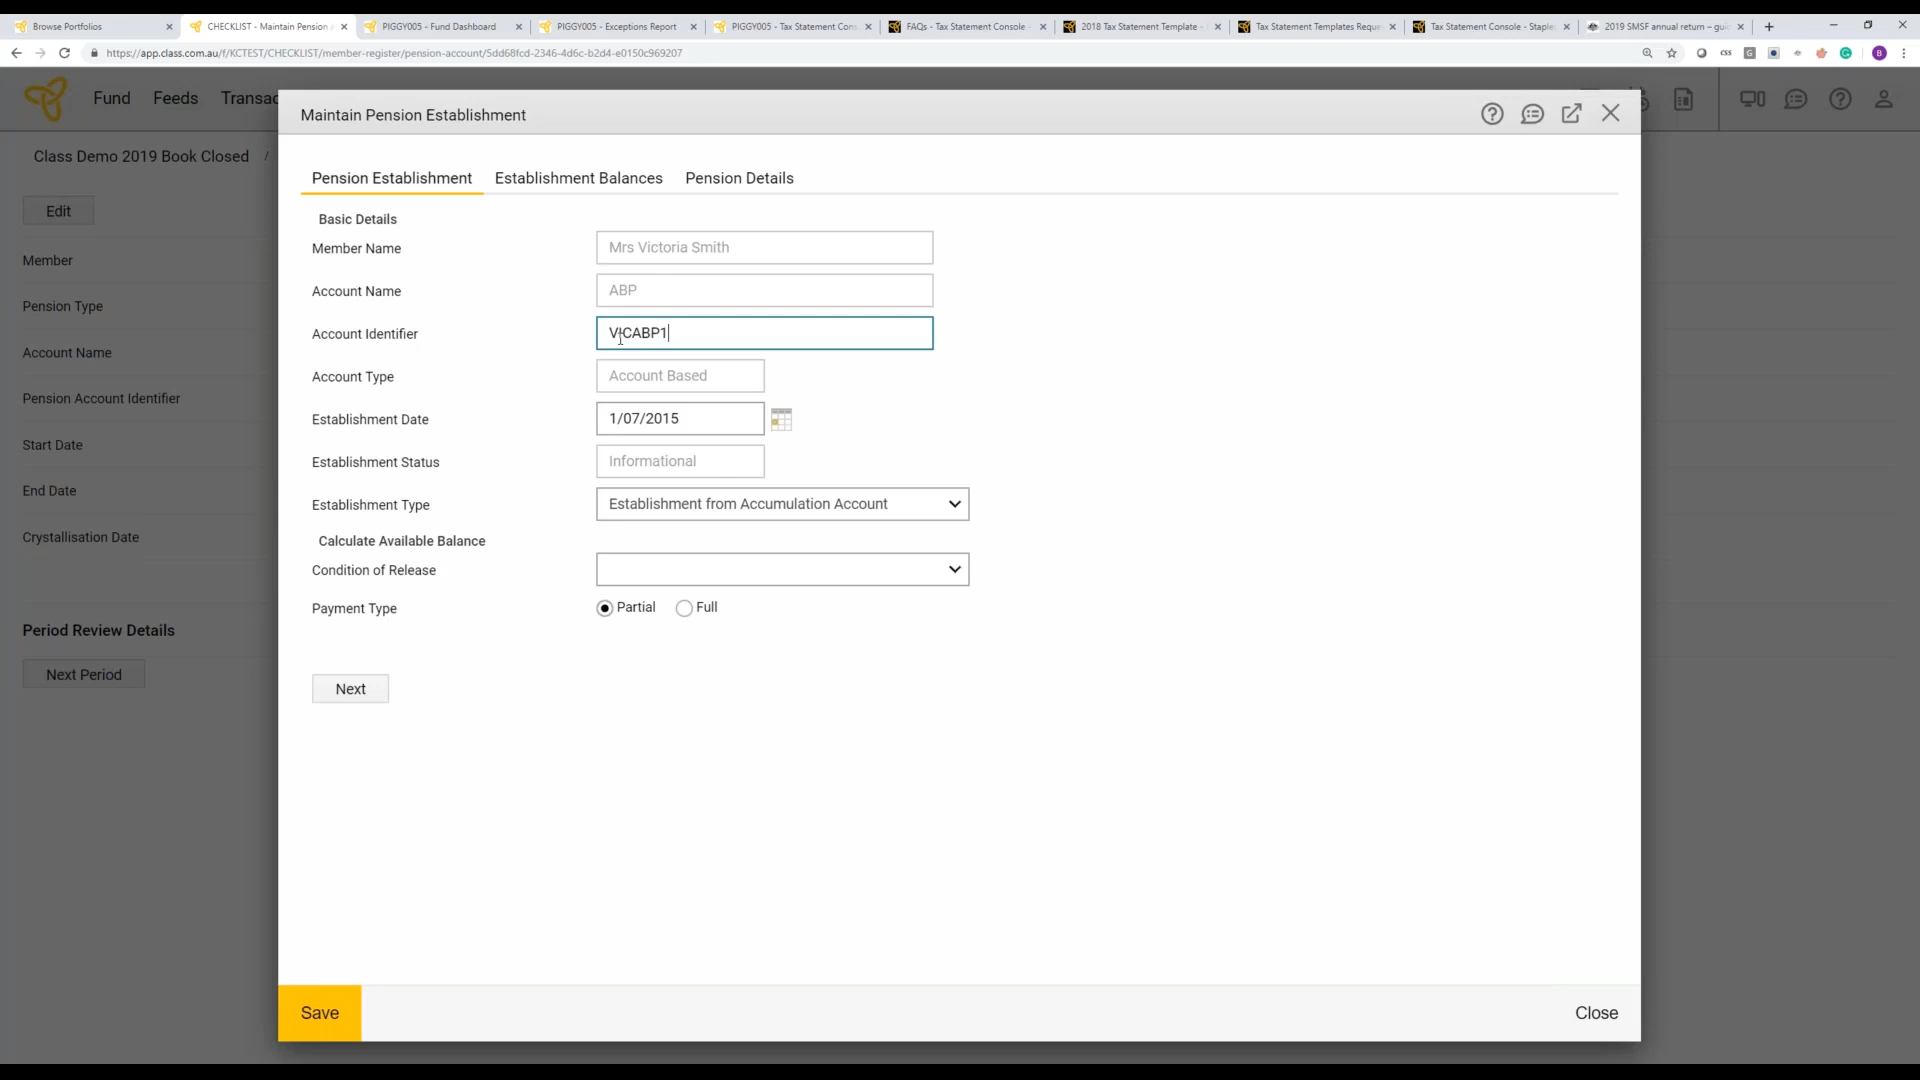 Browse Portfolios
CHECKLIST - Maintain Pension A
PIGGY005 - Fund Dashboard
PIGGY005 - Exceptions Report
PIGGY005 - Tax Statement Con
FAQs - Tax Statement Console -
2018 Tax Statement Template -
Tax Statement Templates Reque
Tax Statement Console - Staple
2019 SMSF annual return – gui
https://app.class.com.au/f/KCTEST/CHECKLIST/member-register/pension-account/5dd68fcd-2346-4d6c-b2d4-e0150c969207
Fund
Feeds
Transac
Class Demo 2019 Book Closed /
Edit
Member
Pension Type
Account Name
Pension Account Identifier
Start Date
End Date
Crystallisation Date
Period Review Details
Next Period
Maintain Pension Establishment
Pension Establishment
Establishment Balances
Pension Details
Basic Details
Member Name
Mrs Victoria Smith
Account Name
ABP
Account Identifier
VICABP1
Account Type
Account Based
Establishment Date
1/07/2015
Establishment Status
Informational
Establishment Type
Establishment from Accumulation Account
Calculate Available Balance
Condition of Release
Payment Type
Partial
Full
Next
Save
Close